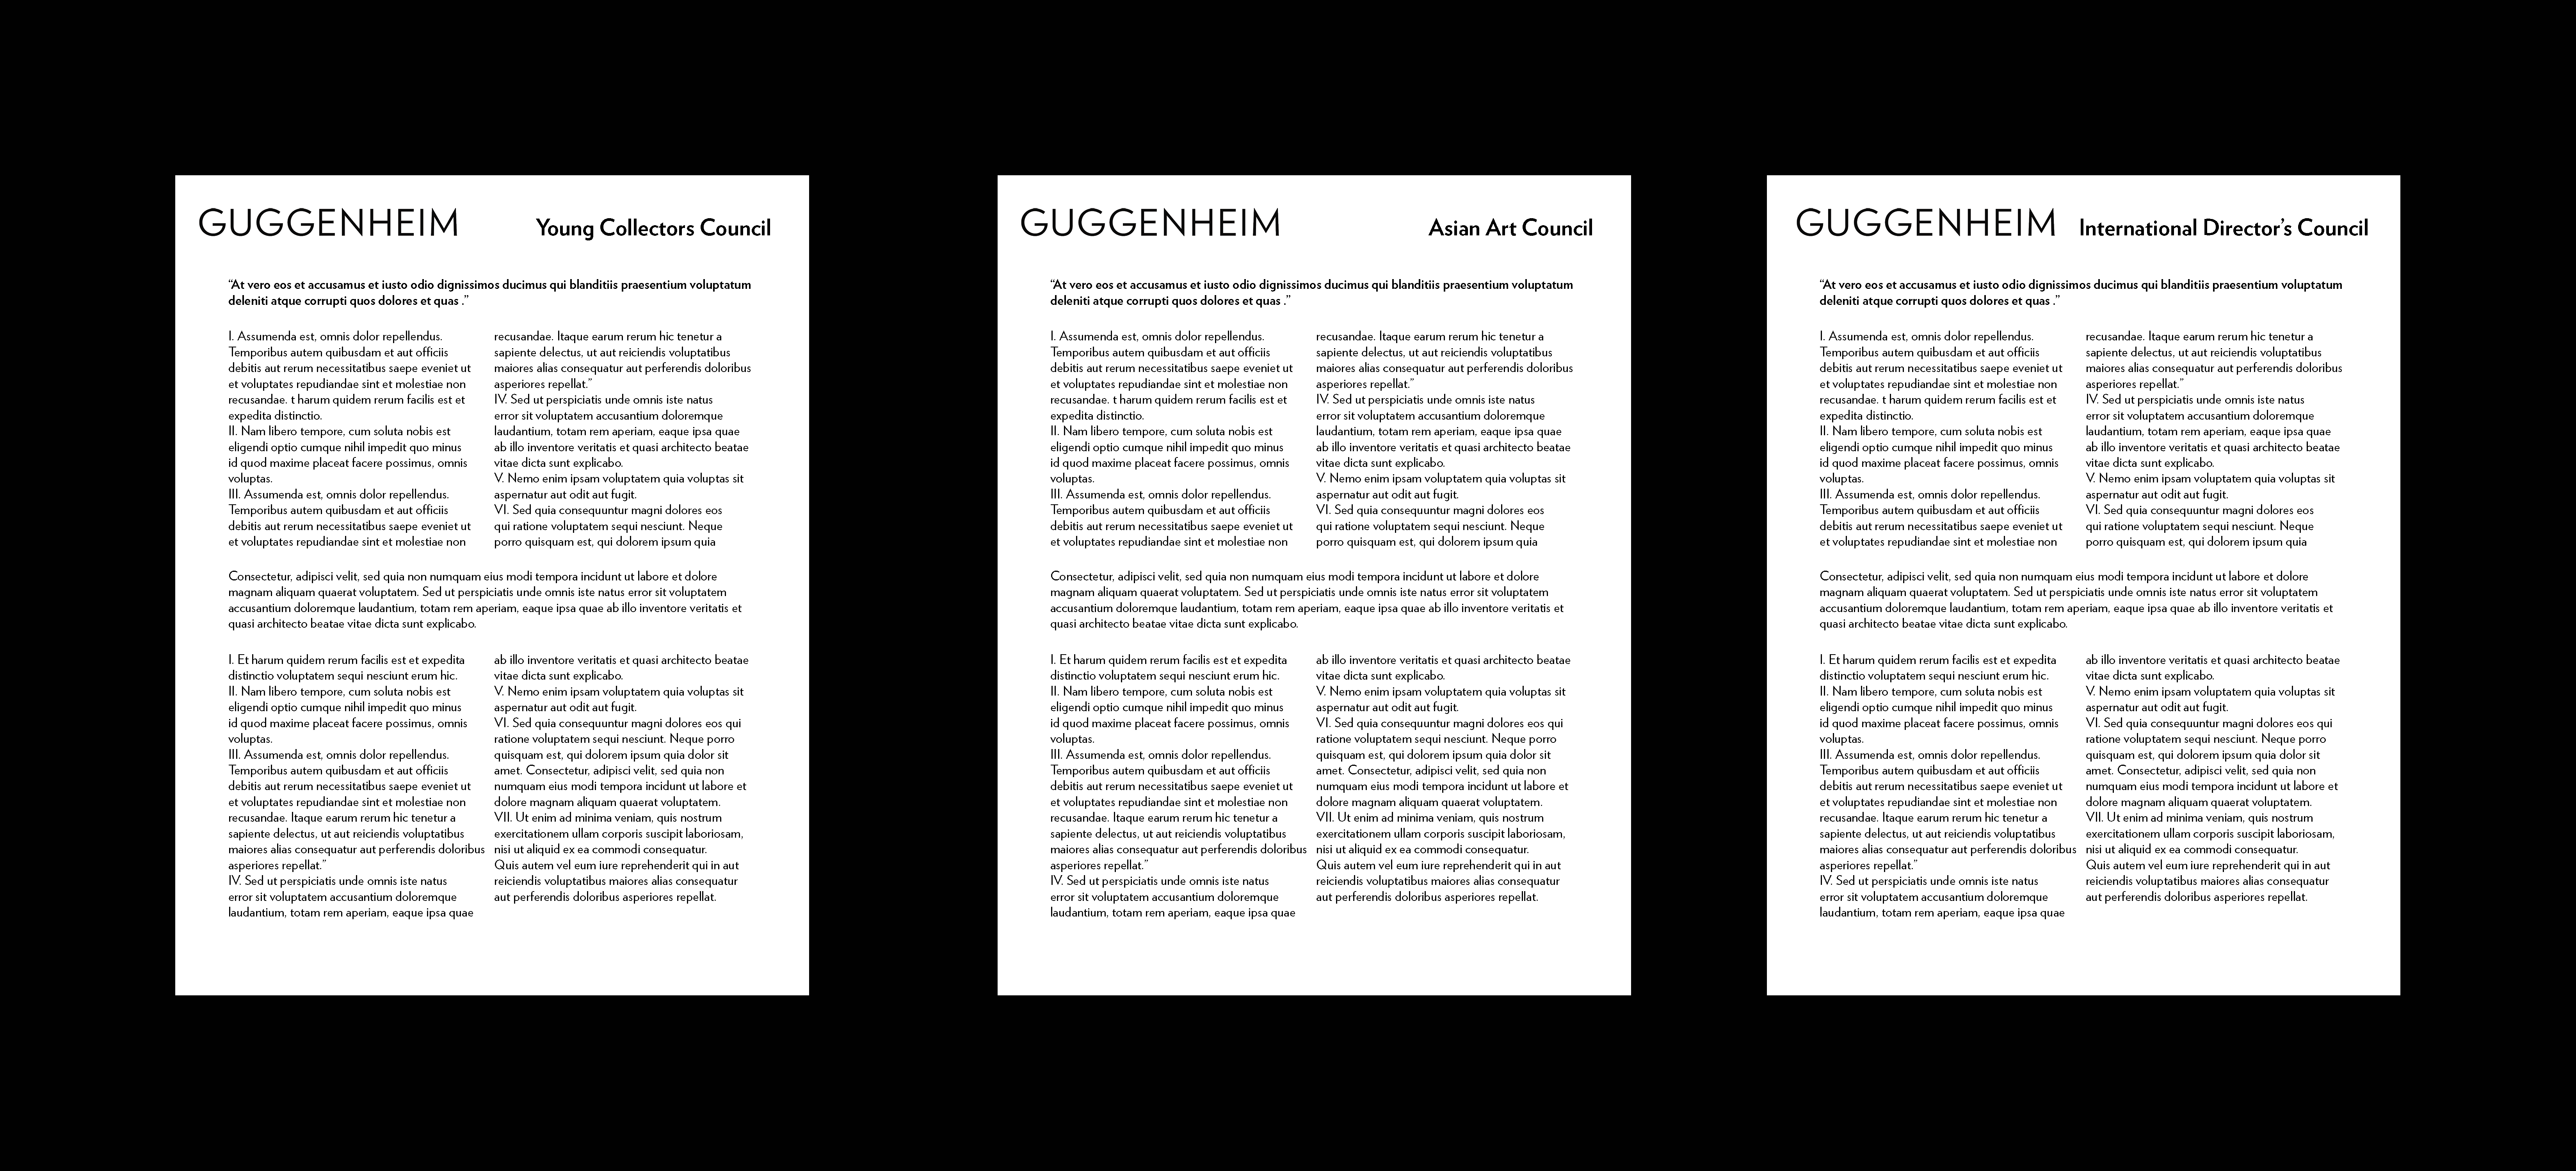 GUGGENHEIM
Young Collectors Council
“At vero eos et accusamus et iusto odio dignissimos ducimus qui blanditiis praesentium voluptatum
deleniti atque corrupti quos dolores et quas .”
I. Assumenda est, omnis dolor repellendus.
Temporibus autem quibusdam et aut officiis
debitis aut rerum necessitatibus saepe eveniet ut
et voluptates repudiandae sint et molestiae non
recusandae. t harum quidem rerum facilis est et
expedita distinctio.
II. Nam libero tempore, cum soluta nobis est
eligendi optio cumque nihil impedit quo minus
id quod maxime placeat facere possimus, omnis
voluptas.
III. Assumenda est, omnis dolor repellendus.
Temporibus autem quibusdam et aut officiis
debitis aut rerum necessitatibus saepe eveniet ut
et voluptates repudiandae sint et molestiae non
recusandae. Itaque earum rerum hic tenetur a
sapiente delectus, ut aut reiciendis voluptatibus
maiores alias consequatur aut perferendis doloribus
asperiores repellat.”
IV. Sed ut perspiciatis unde omnis iste natus
error sit voluptatem accusantium doloremque
laudantium, totam rem aperiam, eaque ipsa quae
ab illo inventore veritatis et quasi architecto beatae
vitae dicta sunt explicabo.
V. Nemo enim ipsam voluptatem quia voluptas sit
aspernatur aut odit aut fugit.
VI. Sed quia consequuntur magni dolores eos
qui ratione voluptatem sequi nesciunt. Neque
porro quisquam est, qui dolorem ipsum quia
Consectetur, adipisci velit, sed quia non numquam eius modi tempora incidunt ut labore et dolore
magnam aliquam quaerat voluptatem. Sed ut perspiciatis unde omnis iste natus error sit voluptatem
accusantium doloremque laudantium, totam rem aperiam, eaque ipsa quae ab illo inventore veritatis et
quasi architecto beatae vitae dicta sunt explicabo.
I. Et harum quidem rerum facilis est et expedita
distinctio voluptatem sequi nesciunt erum hic.
II. Nam libero tempore, cum soluta nobis est
eligendi optio cumque nihil impedit quo minus
id quod maxime placeat facere possimus, omnis
voluptas.
III. Assumenda est, omnis dolor repellendus.
Temporibus autem quibusdam et aut officiis
debitis aut rerum necessitatibus saepe eveniet ut
et voluptates repudiandae sint et molestiae non
recusandae. Itaque earum rerum hic tenetur a
sapiente delectus, ut aut reiciendis voluptatibus
maiores alias consequatur aut perferendis doloribus
asperiores repellat.”
IV. Sed ut perspiciatis unde omnis iste natus
error sit voluptatem accusantium doloremque
laudantium, totam rem aperiam, eaque ipsa quae
ab illo inventore veritatis et quasi architecto beatae
vitae dicta sunt explicabo.
V. Nemo enim ipsam voluptatem quia voluptas sit
aspernatur aut odit aut fugit.
VI. Sed quia consequuntur magni dolores eos qui
ratione voluptatem sequi nesciunt. Neque porro
quisquam est, qui dolorem ipsum quia dolor sit
amet. Consectetur, adipisci velit, sed quia non
numquam eius modi tempora incidunt ut labore et
dolore magnam aliquam quaerat voluptatem.
VII. Ut enim ad minima veniam, quis nostrum
exercitationem ullam corporis suscipit laboriosam,
nisi ut aliquid ex ea commodi consequatur.
Quis autem vel eum iure reprehenderit qui in aut
reiciendis voluptatibus maiores alias consequatur
aut perferendis doloribus asperiores repellat.
GUGGENHEIM
Asian Art Council
“At vero eos et accusamus et iusto odio dignissimos ducimus qui blanditiis praesentium voluptatum
deleniti atque corrupti quos dolores et quas .”
I. Assumenda est, omnis dolor repellendus.
Temporibus autem quibusdam et aut officiis
debitis aut rerum necessitatibus saepe eveniet ut
et voluptates repudiandae sint et molestiae non
recusandae. t harum quidem rerum facilis est et
expedita distinctio.
II. Nam libero tempore, cum soluta nobis est
eligendi optio cumque nihil impedit quo minus
id quod maxime placeat facere possimus, omnis
voluptas.
III. Assumenda est, omnis dolor repellendus.
Temporibus autem quibusdam et aut officiis
debitis aut rerum necessitatibus saepe eveniet ut
et voluptates repudiandae sint et molestiae non
recusandae. Itaque earum rerum hic tenetur a
sapiente delectus, ut aut reiciendis voluptatibus
maiores alias consequatur aut perferendis doloribus
asperiores repellat.”
IV. Sed ut perspiciatis unde omnis iste natus
error sit voluptatem accusantium doloremque
laudantium, totam rem aperiam, eaque ipsa quae
ab illo inventore veritatis et quasi architecto beatae
vitae dicta sunt explicabo.
V. Nemo enim ipsam voluptatem quia voluptas sit
aspernatur aut odit aut fugit.
VI. Sed quia consequuntur magni dolores eos
qui ratione voluptatem sequi nesciunt. Neque
porro quisquam est, qui dolorem ipsum quia
Consectetur, adipisci velit, sed quia non numquam eius modi tempora incidunt ut labore et dolore
magnam aliquam quaerat voluptatem. Sed ut perspiciatis unde omnis iste natus error sit voluptatem
accusantium doloremque laudantium, totam rem aperiam, eaque ipsa quae ab illo inventore veritatis et
quasi architecto beatae vitae dicta sunt explicabo.
I. Et harum quidem rerum facilis est et expedita
distinctio voluptatem sequi nesciunt erum hic.
II. Nam libero tempore, cum soluta nobis est
eligendi optio cumque nihil impedit quo minus
id quod maxime placeat facere possimus, omnis
voluptas.
III. Assumenda est, omnis dolor repellendus.
Temporibus autem quibusdam et aut officiis
debitis aut rerum necessitatibus saepe eveniet ut
et voluptates repudiandae sint et molestiae non
recusandae. Itaque earum rerum hic tenetur a
sapiente delectus, ut aut reiciendis voluptatibus
maiores alias consequatur aut perferendis doloribus
asperiores repellat.”
IV. Sed ut perspiciatis unde omnis iste natus
error sit voluptatem accusantium doloremque
laudantium, totam rem aperiam, eaque ipsa quae
ab illo inventore veritatis et quasi architecto beatae
vitae dicta sunt explicabo.
V. Nemo enim ipsam voluptatem quia voluptas sit
aspernatur aut odit aut fugit.
VI. Sed quia consequuntur magni dolores eos qui
ratione voluptatem sequi nesciunt. Neque porro
quisquam est, qui dolorem ipsum quia dolor sit
amet. Consectetur, adipisci velit, sed quia non
numquam eius modi tempora incidunt ut labore et
dolore magnam aliquam quaerat voluptatem.
VII. Ut enim ad minima veniam, quis nostrum
exercitationem ullam corporis suscipit laboriosam,
nisi ut aliquid ex ea commodi consequatur.
Quis autem vel eum iure reprehenderit qui in aut
reiciendis voluptatibus maiores alias consequatur
aut perferendis doloribus asperiores repellat.
GUGGENHEIM
International Director’s Council
“At vero eos et accusamus et iusto odio dignissimos ducimus qui blanditiis praesentium voluptatum
deleniti atque corrupti quos dolores et quas .”
I. Assumenda est, omnis dolor repellendus.
Temporibus autem quibusdam et aut officiis
debitis aut rerum necessitatibus saepe eveniet ut
et voluptates repudiandae sint et molestiae non
recusandae. t harum quidem rerum facilis est et
expedita distinctio.
II. Nam libero tempore, cum soluta nobis est
eligendi optio cumque nihil impedit quo minus
id quod maxime placeat facere possimus, omnis
voluptas.
III. Assumenda est, omnis dolor repellendus.
Temporibus autem quibusdam et aut officiis
debitis aut rerum necessitatibus saepe eveniet ut
et voluptates repudiandae sint et molestiae non
recusandae. Itaque earum rerum hic tenetur a
sapiente delectus, ut aut reiciendis voluptatibus
maiores alias consequatur aut perferendis doloribus
asperiores repellat.”
IV. Sed ut perspiciatis unde omnis iste natus
error sit voluptatem accusantium doloremque
laudantium, totam rem aperiam, eaque ipsa quae
ab illo inventore veritatis et quasi architecto beatae
vitae dicta sunt explicabo.
V. Nemo enim ipsam voluptatem quia voluptas sit
aspernatur aut odit aut fugit.
VI. Sed quia consequuntur magni dolores eos
qui ratione voluptatem sequi nesciunt. Neque
porro quisquam est, qui dolorem ipsum quia
Consectetur, adipisci velit, sed quia non numquam eius modi tempora incidunt ut labore et dolore
magnam aliquam quaerat voluptatem. Sed ut perspiciatis unde omnis iste natus error sit voluptatem
accusantium doloremque laudantium, totam rem aperiam, eaque ipsa quae ab illo inventore veritatis et
quasi architecto beatae vitae dicta sunt explicabo.
I. Et harum quidem rerum facilis est et expedita
distinctio voluptatem sequi nesciunt erum hic.
II. Nam libero tempore, cum soluta nobis est
eligendi optio cumque nihil impedit quo minus
id quod maxime placeat facere possimus, omnis
voluptas.
III. Assumenda est, omnis dolor repellendus.
Temporibus autem quibusdam et aut officiis
debitis aut rerum necessitatibus saepe eveniet ut
et voluptates repudiandae sint et molestiae non
recusandae. Itaque earum rerum hic tenetur a
sapiente delectus, ut aut reiciendis voluptatibus
maiores alias consequatur aut perferendis doloribus
asperiores repellat.”
IV. Sed ut perspiciatis unde omnis iste natus
error sit voluptatem accusantium doloremque
laudantium, totam rem aperiam, eaque ipsa quae
ab illo inventore veritatis et quasi architecto beatae
vitae dicta sunt explicabo.
V. Nemo enim ipsam voluptatem quia voluptas sit
aspernatur aut odit aut fugit.
VI. Sed quia consequuntur magni dolores eos qui
ratione voluptatem sequi nesciunt. Neque porro
quisquam est, qui dolorem ipsum quia dolor sit
amet. Consectetur, adipisci velit, sed quia non
numquam eius modi tempora incidunt ut labore et
dolore magnam aliquam quaerat voluptatem.
VII. Ut enim ad minima veniam, quis nostrum
exercitationem ullam corporis suscipit laboriosam,
nisi ut aliquid ex ea commodi consequatur.
Quis autem vel eum iure reprehenderit qui in aut
reiciendis voluptatibus maiores alias consequatur
aut perferendis doloribus asperiores repellat.